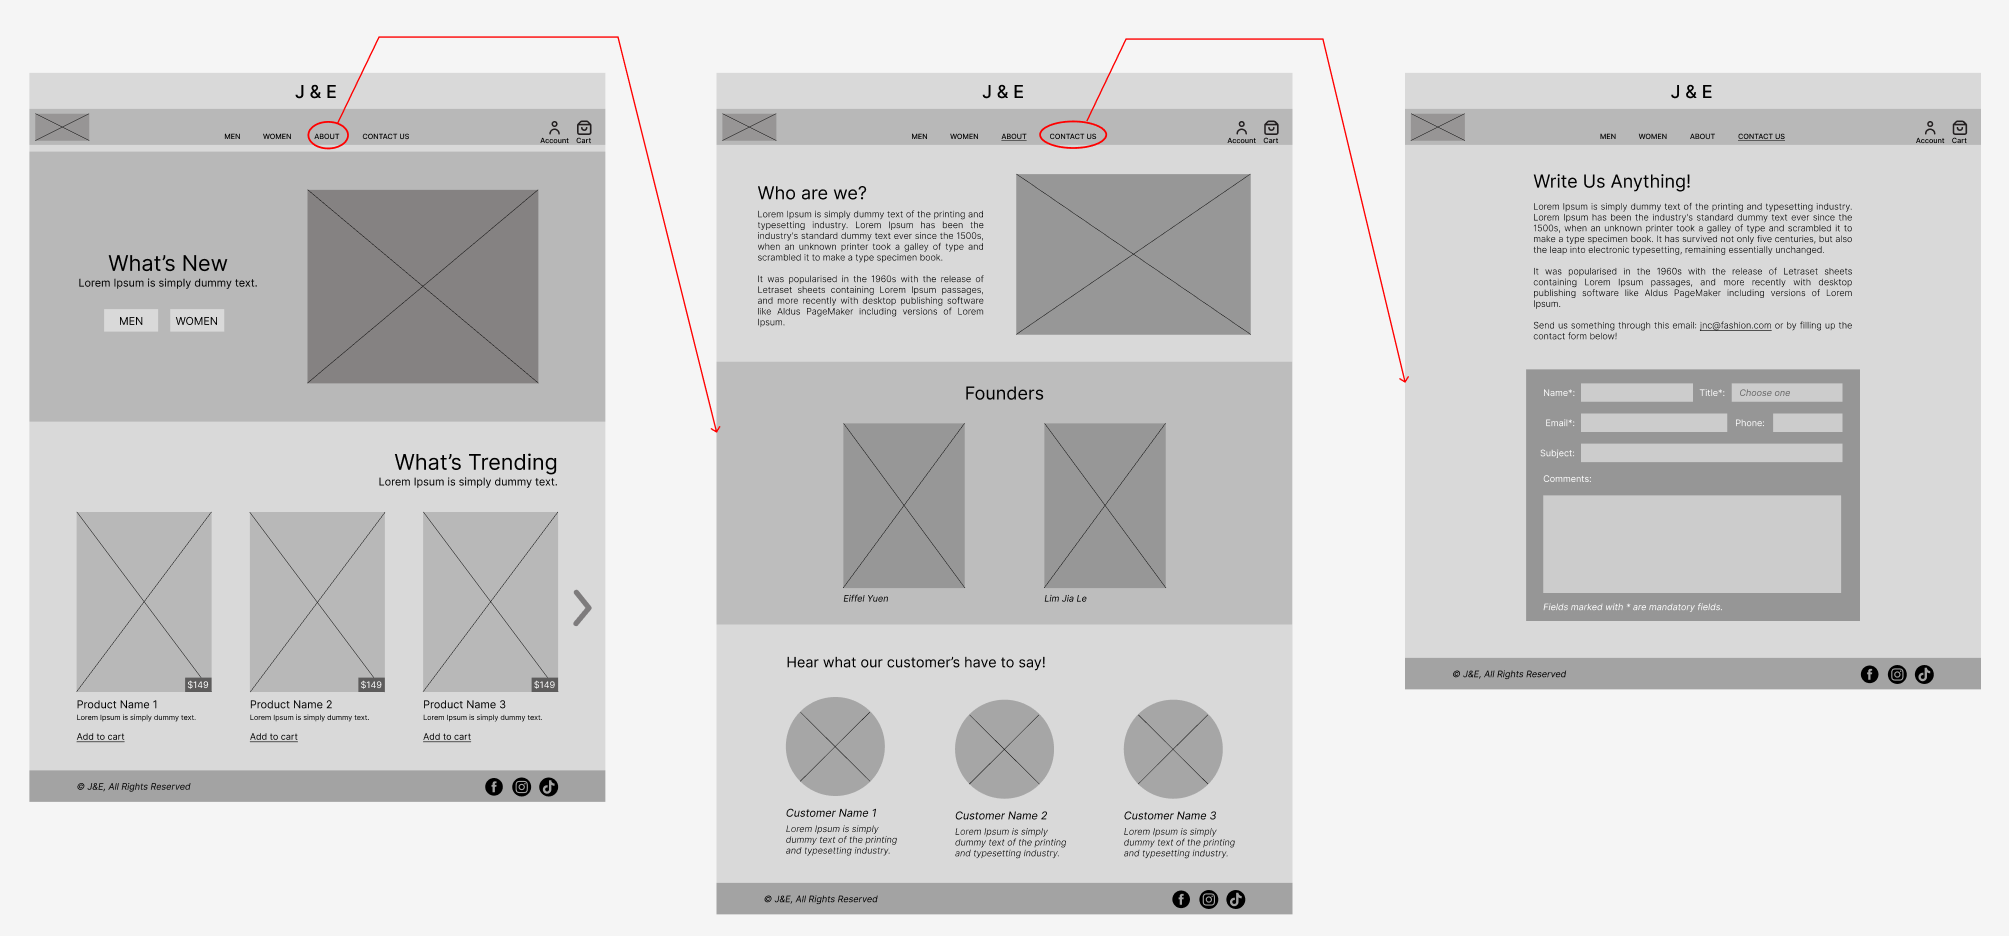 J & E
MEN WOMEN ABOUT CONTACT US Account Cart
What's New
Lorem Ipsum is simply dummy text.
MEN WOMEN
What's Trending
Lorem Ipsum is simply dummy text.
$149 $149 $149
Product Name 1 Product Name 2 Product Name 3
Lorem Ipsum is simply dummy text. Lorem Ipsum is simply dummy text. Lorem Ipsum is simply dummy text.
Add to cart Add to cart Add to cart
© J&E, All Rights Reserved
J & E
MEN WOMEN ABOUT CONTACT US Account Cart
Who are we?
Lorem Ipsum is simply dummy text of the printing and
typesetting industry. Lorem Ipsum has been the
industry's standard dummy text ever since the 1500s,
when an unknown printer took a galley of type and
scrambled it to make a type specimen book.
It was popularised in the 1960s with the release of
Letraset sheets containing Lorem Ipsum passages,
and more recently with desktop publishing software
like Aldus PageMaker including versions of Lorem
Ipsum.
Founders
Eiffel Yuen Lim Jia Le
Hear what our customer's have to say!
Customer Name 1
Lorem Ipsum is simply
dummy text of the printing
and typesetting industry.
Customer Name 2
Lorem Ipsum is simply
dummy text of the printing
and typesetting industry.
Customer Name 3
Lorem Ipsum is simply
dummy text of the printing
and typesetting industry.
© J&E, All Rights Reserved
J & E
MEN WOMEN ABOUT CONTACT US Account Cart
Write Us Anything!
Lorem Ipsum is simply dummy text of the printing and typesetting industry.
Lorem Ipsum has been the industry's standard dummy text ever since the
1500s, when an unknown printer took a galley of type and scrambled it to
make a type specimen book. It has survived not only five centuries, but also
the leap into electronic typesetting, remaining essentially unchanged.
It was popularised in the 1960s with the release of Letraset sheets
containing Lorem Ipsum passages, and more recently with desktop
publishing software like Aldus PageMaker including versions of Lorem
Ipsum.
Send us something through this email: jnc@fashion.com or by filling up the
contact form below!
Name*: Title*: Choose one
Email*: Phone:
Subject:
Comments:
Fields marked with * are mandatory fields.
© J&E, All Rights Reserved